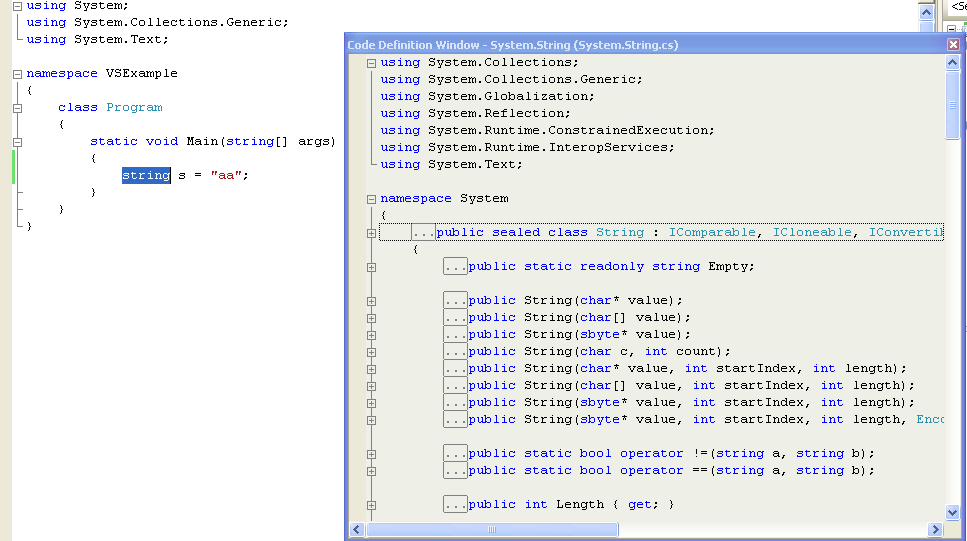 using System;
using System.Collections.Generic;
using System.Text;
namespace VSExample
{
class Program
{
static void Main(string[] args)
{
string s = "aa";
}
}
}
Code Definition Window - System.String (System.String.cs)
using System.Collections;
using System.Collections.Generic;
using System.Globalization;
using System.Reflection;
using System.Runtime.ConstrainedExecution;
using System.Runtime.InteropServices;
using System.Text;
namespace System
{
...public sealed class String : IComparable, ICloneable, IConvertib
{
...public static readonly string Empty;
...public String(char* value);
...public String(char[] value);
...public String(sbyte* value);
...public String(char c, int count);
...public String(char* value, int startIndex, int length);
...public String(char[] value, int startIndex, int length);
...public String(sbyte* value, int startIndex, int length);
...public String(sbyte* value, int startIndex, int length, Enco
...public static bool operator !=(string a, string b);
...public static bool operator ==(string a, string b);
...public int Length { get; }